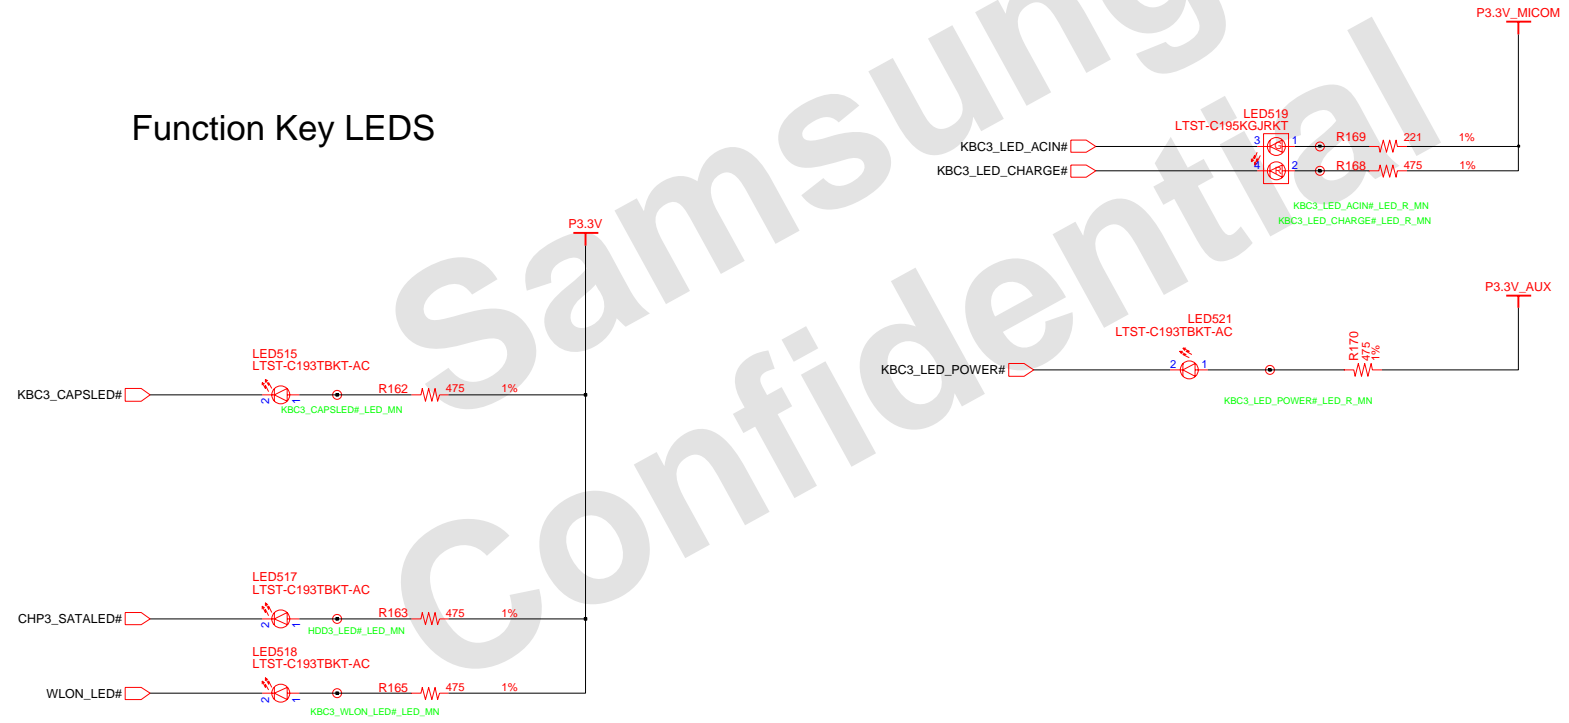 Samsung
Confidential
Function Key LEDS
P3.3V_MICOM
LED519
LTST-C195KGJRKT
KBC3_LED_ACIN#
3
1
R169
221
1%
KBC3_LED_CHARGE#
4
2
R168
475
1%
KBC3_LED_ACIN#_LED_R_MN
KBC3_LED_CHARGE#_LED_R_MN
P3.3V
P3.3V_AUX
LED521
LTST-C193TBKT-AC
KBC3_LED_POWER#
2
1
R170
475
1%
KBC3_LED_POWER#_LED_R_MN
LED515
LTST-C193TBKT-AC
KBC3_CAPSLED#
2
1
R162
475
1%
KBC3_CAPSLED#_LED_MN
LED517
LTST-C193TBKT-AC
CHP3_SATALED#
2
1
R163
475
1%
HDD3_LED#_LED_MN
LED518
LTST-C193TBKT-AC
WLON_LED#
2
1
R165
475
1%
KBC3_WLON_LED#_LED_MN